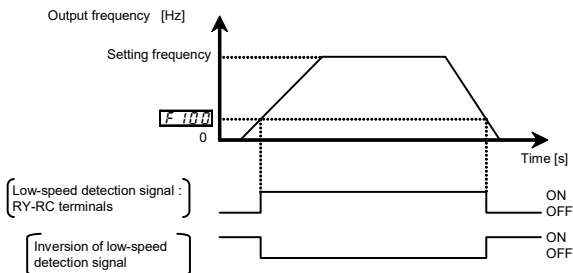 Output frequency [Hz]
Setting frequency
F 100
0
Time [s]
Low-speed detection signal :
RY-RC terminals
ON
OFF
Inversion of low-speed
detection signal
ON
OFF